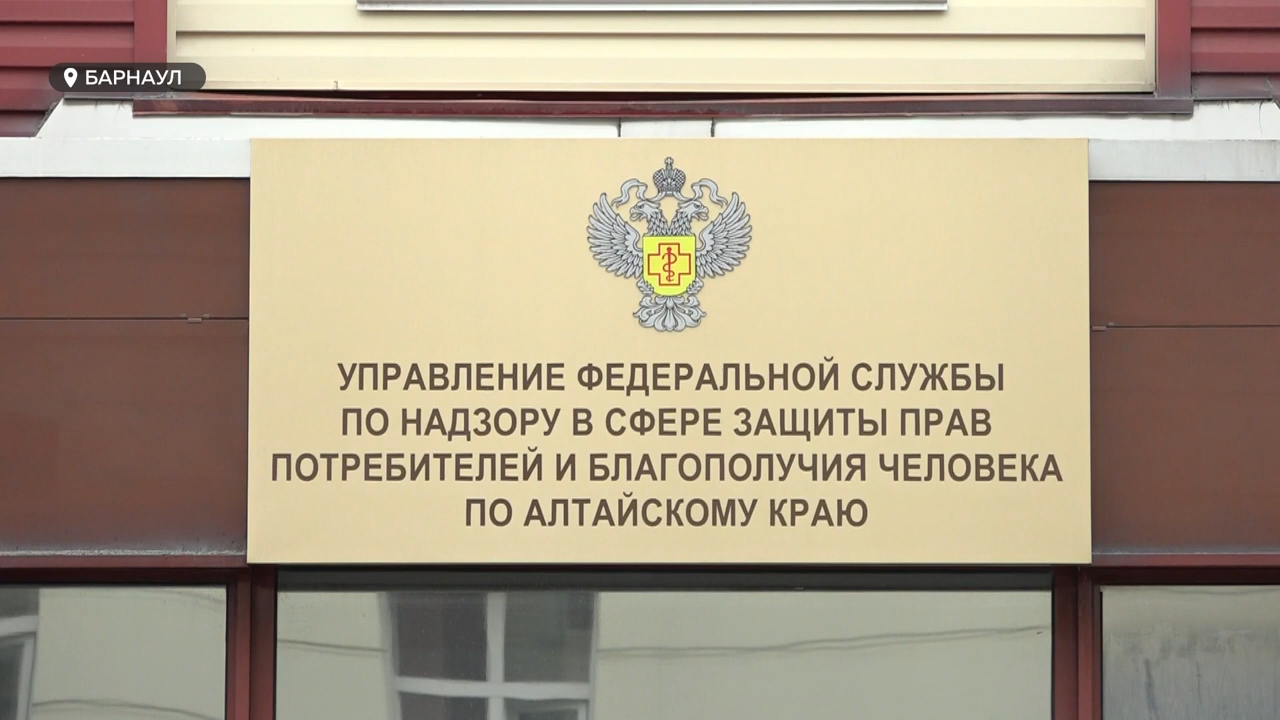 БАРНАУЛ
УПРАВЛЕНИЕ ФЕДЕРАЛЬНОЙ СЛУЖБЫ
ПО НАДЗОРУ В СФЕРЕ ЗАЩИТЫ ПРАВ
ПОТРЕБИТЕЛЕЙ И БЛАГОПОЛУЧИЯ ЧЕЛОВЕКА
ПО АЛТАЙСКОМУ КРАЮ